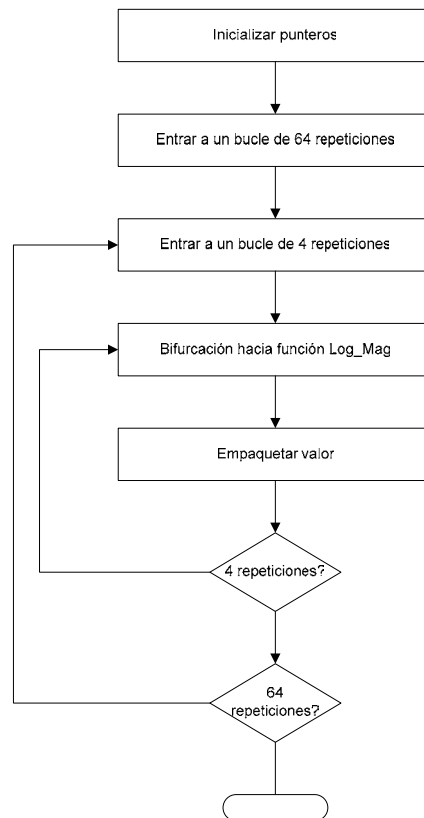 Inicializar punteros
Entrar a un bucle de 64 repeticiones
Entrar a un bucle de 4 repeticiones
Bifurcación hacia función Log_Mag
Empaquetar valor
4 repeticiones?
64
repeticiones?